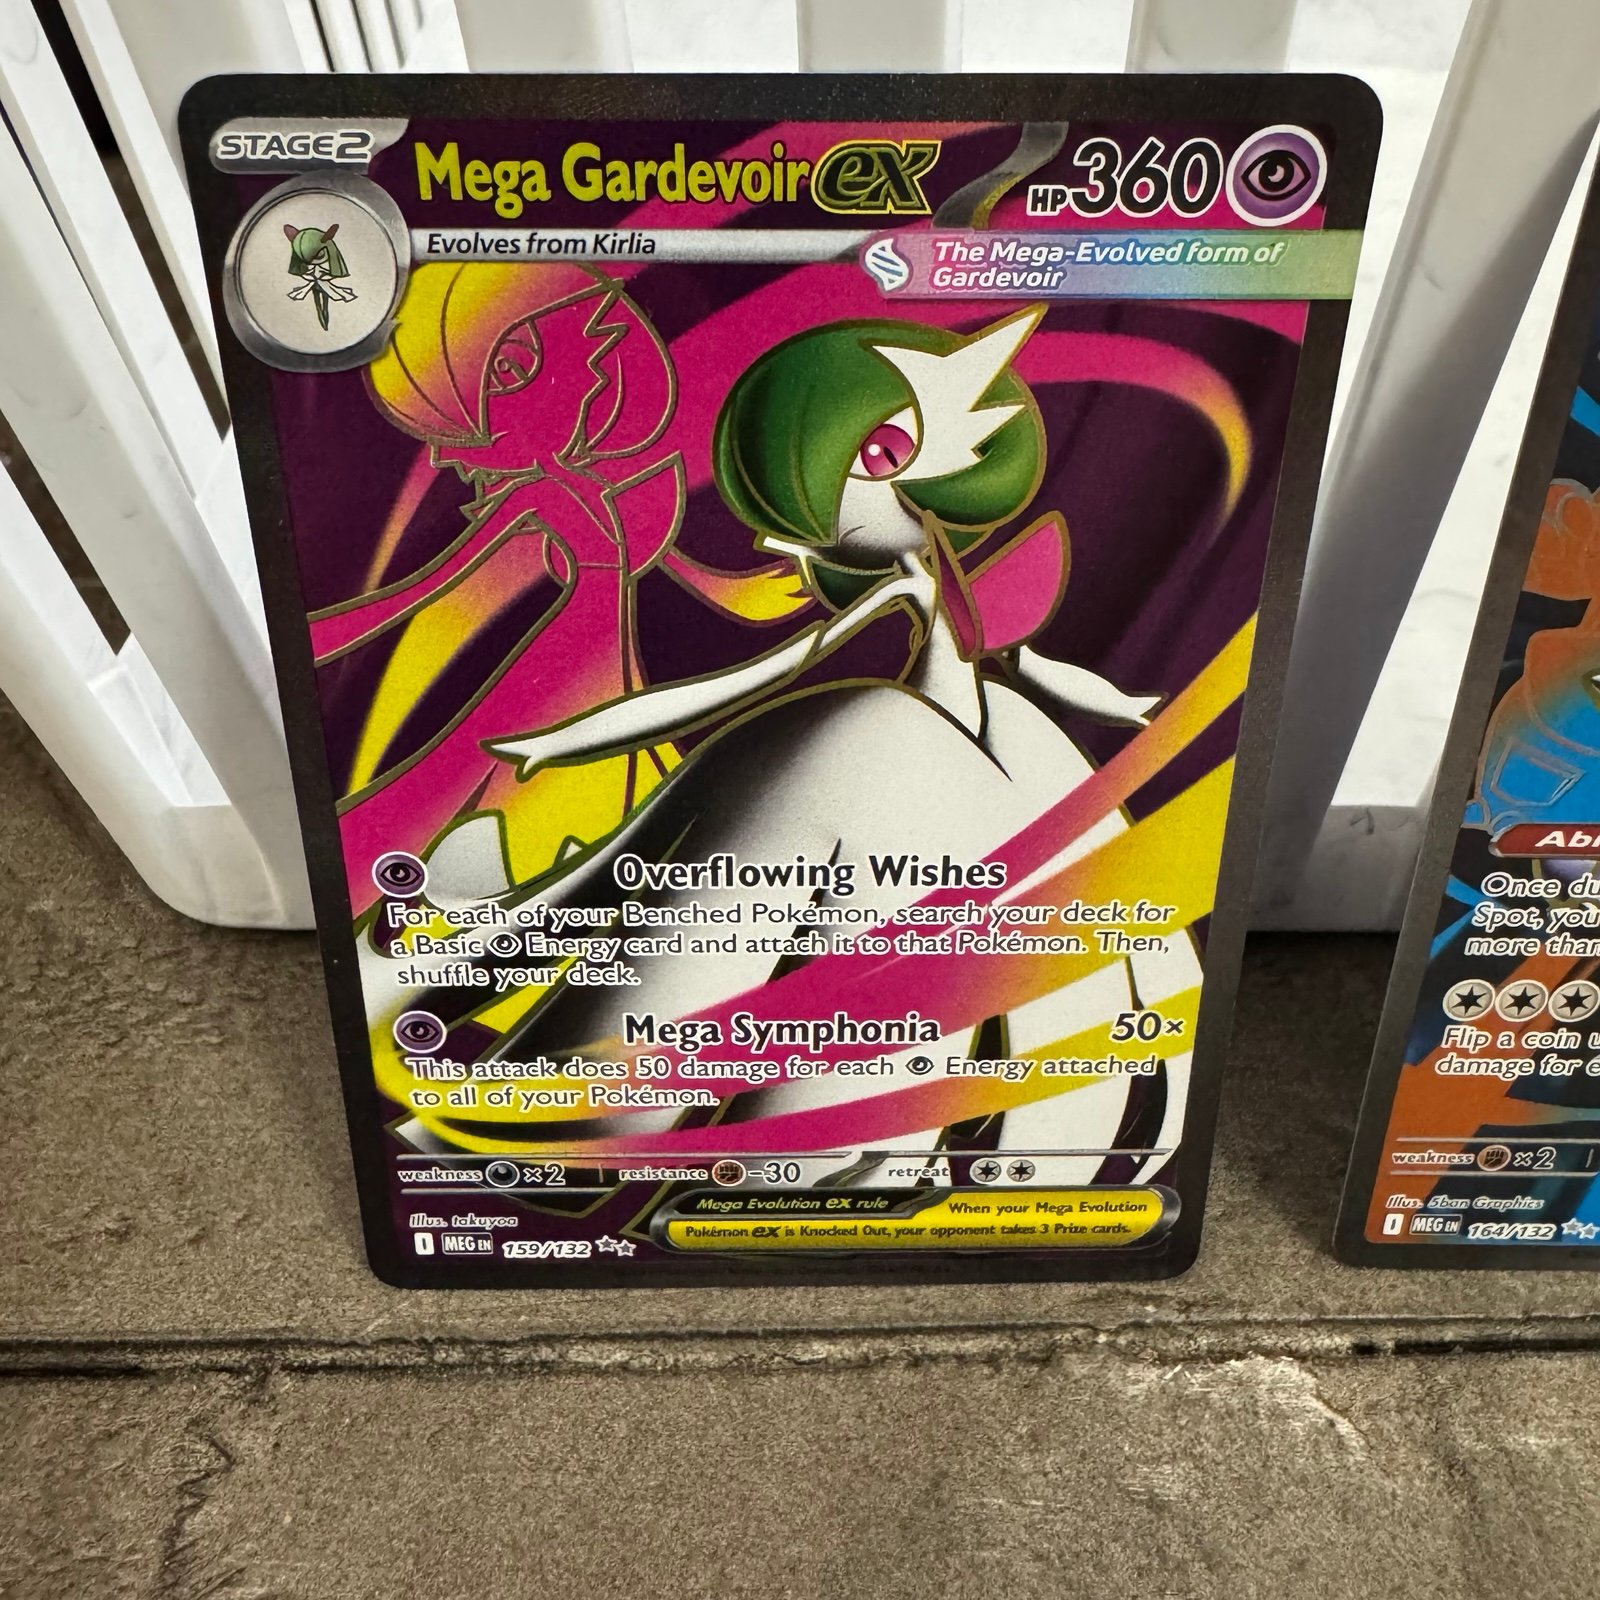 STAGE2
Mega Gardevoir ex
HP360
Evolves from Kirlia
The Mega-Evolved form of
Gardevoir
Overflowing Wishes
For each of your Benched Pokémon, search your deck for
a Basic Energy card and attach it to that Pokémon. Then,
shuffle your deck.
Mega Symphonia 50×
This attack does 50 damage for each Energy attached
to all of your Pokémon.
weakness ×2 resistance -30 retreat
Mega Evolution ex rule When your Mega Evolution
Pokémon ex is Knocked Out, your opponent takes 3 Prize cards.
Illus. takuyoa
I MEG EN 159/132
Once
Spot, you
more than
Flip a coin
damage for
weakness ×2
Illus. 5ban Graphics
I MEG EN 164/132